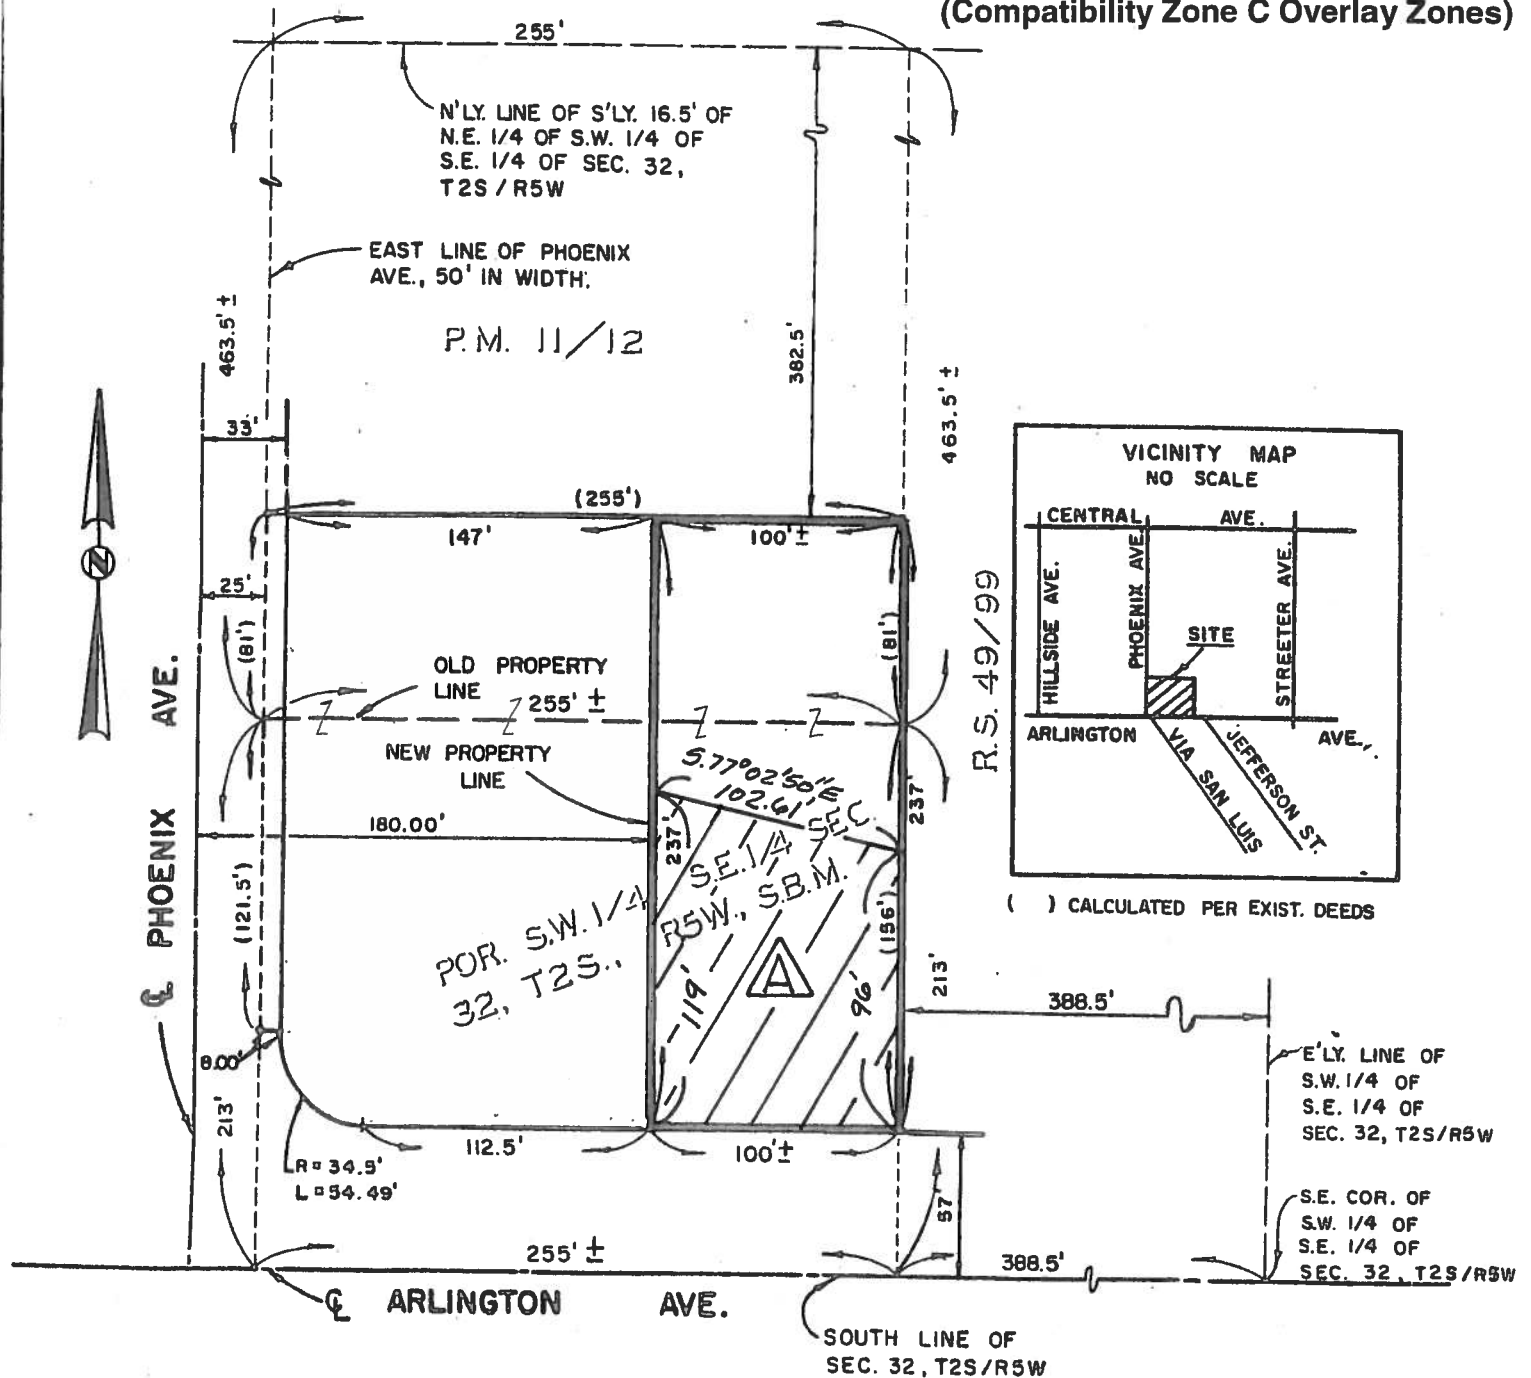 (Compatibility Zone C Overlay Zones)
255'
N'LY. LINE OF S'LY. 16.5' OF
N.E. 1/4 OF S.W. 1/4 OF
S.E. 1/4 OF SEC. 32,
T2S / R5W
EAST LINE OF PHOENIX
AVE., 50' IN WIDTH.
463.5' ±
P.M. 11/12
382.5'
463.5' ±
33'
(255')
147'
100'±
25'
(81')
(81')
N
OLD PROPERTY
LINE
255' ±
NEW PROPERTY
LINE
S.77°02'50"E
102.61
237'
237'
180.00'
(121.5')
POR. S.W. 1/4 S.E. 1/4 SEC.
32, T2S., R5W., S.B.M.
A
119'
96'
(156')
213'
℄ PHOENIX AVE.
8.00'
213'
R=34.5'
L=54.49'
112.5'
100'±
57'
255' ±
℄ ARLINGTON AVE.
388.5'
388.5'
E'LY. LINE OF
S.W. 1/4 OF
S.E. 1/4 OF
SEC. 32, T2S/R5W
S.E. COR. OF
S.W. 1/4 OF
S.E. 1/4 OF
SEC. 32, T2S/R5W
SOUTH LINE OF
SEC. 32, T2S/R5W
R.S. 49/99
VICINITY MAP
NO SCALE
CENTRAL AVE.
HILLSIDE AVE.
PHOENIX AVE.
STREETER AVE.
SITE
ARLINGTON AVE.
VIA SAN LUIS
JEFFERSON ST.
( ) CALCULATED PER EXIST. DEEDS